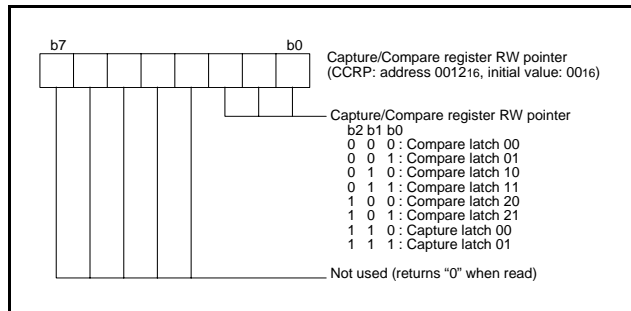 b7 b0
Capture/Compare register RW pointer
(CCRP: address 001216, initial value: 0016)
Capture/Compare register RW pointer
b2 b1 b0
0 0 0 : Compare latch 00
0 0 1 : Compare latch 01
0 1 0 : Compare latch 10
0 1 1 : Compare latch 11
1 0 0 : Compare latch 20
1 0 1 : Compare latch 21
1 1 0 : Capture latch 00
1 1 1 : Capture latch 01
Not used (returns “0” when read)